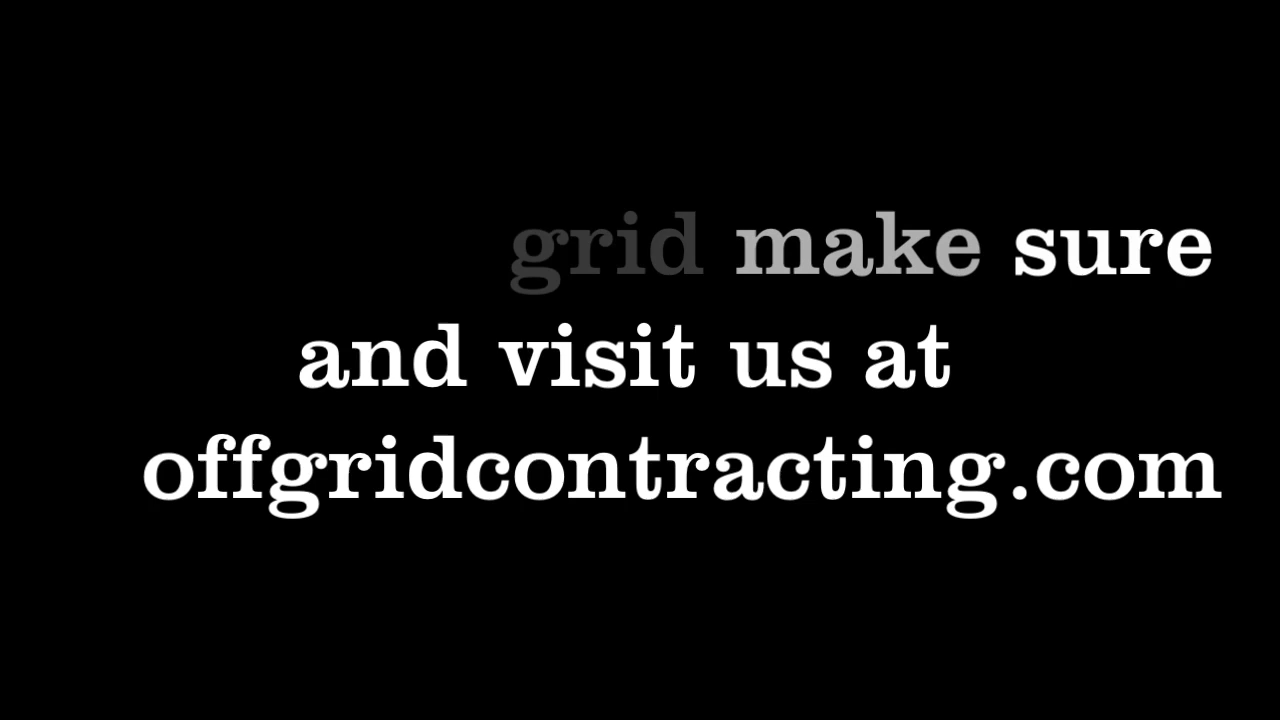 grid make sure
and visit us at
offgridcontracting.com